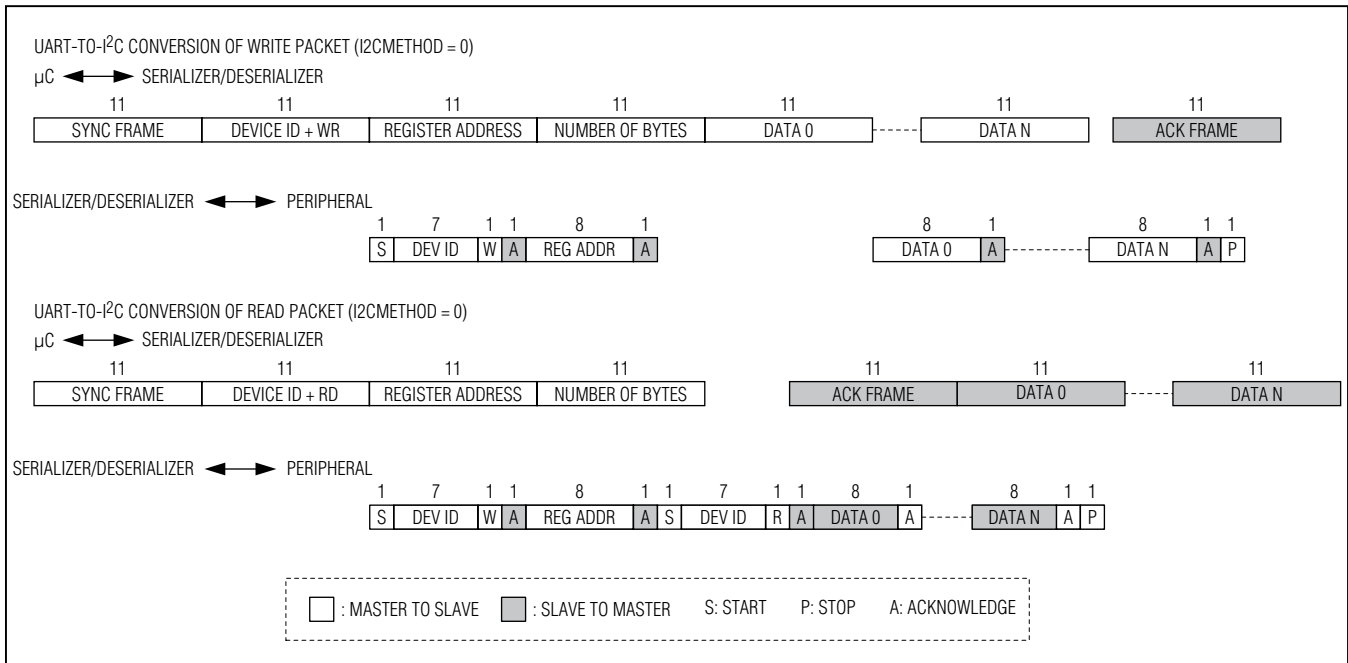 UART-TO-I2C CONVERSION OF WRITE PACKET (I2CMETHOD = 0)
µC SERIALIZER/DESERIALIZER
11 11 11 11 11 11 11
SYNC FRAME DEVICE ID + WR REGISTER ADDRESS NUMBER OF BYTES DATA 0 DATA N ACK FRAME
SERIALIZER/DESERIALIZER PERIPHERAL
1 7 1 1 8 1 8 1 8 1 1
S DEV ID W A REG ADDR A DATA 0 A DATA N A P
UART-TO-I2C CONVERSION OF READ PACKET (I2CMETHOD = 0)
µC SERIALIZER/DESERIALIZER
11 11 11 11 11 11 11
SYNC FRAME DEVICE ID + RD REGISTER ADDRESS NUMBER OF BYTES ACK FRAME DATA 0 DATA N
SERIALIZER/DESERIALIZER PERIPHERAL
1 7 1 1 8 1 1 7 1 1 8 1 8 1 1
S DEV ID W A REG ADDR A S DEV ID R A DATA 0 A DATA N A P
: MASTER TO SLAVE : SLAVE TO MASTER S: START P: STOP A: ACKNOWLEDGE